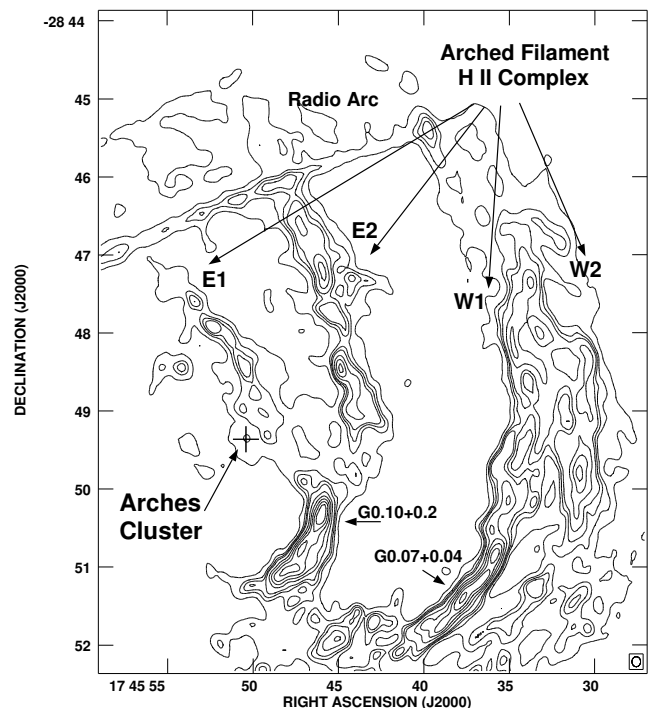 -28 44
Arched Filament
H II Complex
45
Radio Arc
46
E2
47
E1
W2
W1
DECLINATION (J2000)
48
49
50
Arches
Cluster
G0.10+0.2
G0.07+0.04
51
52
17 45 55
50
45
40
35
30
RIGHT ASCENSION (J2000)